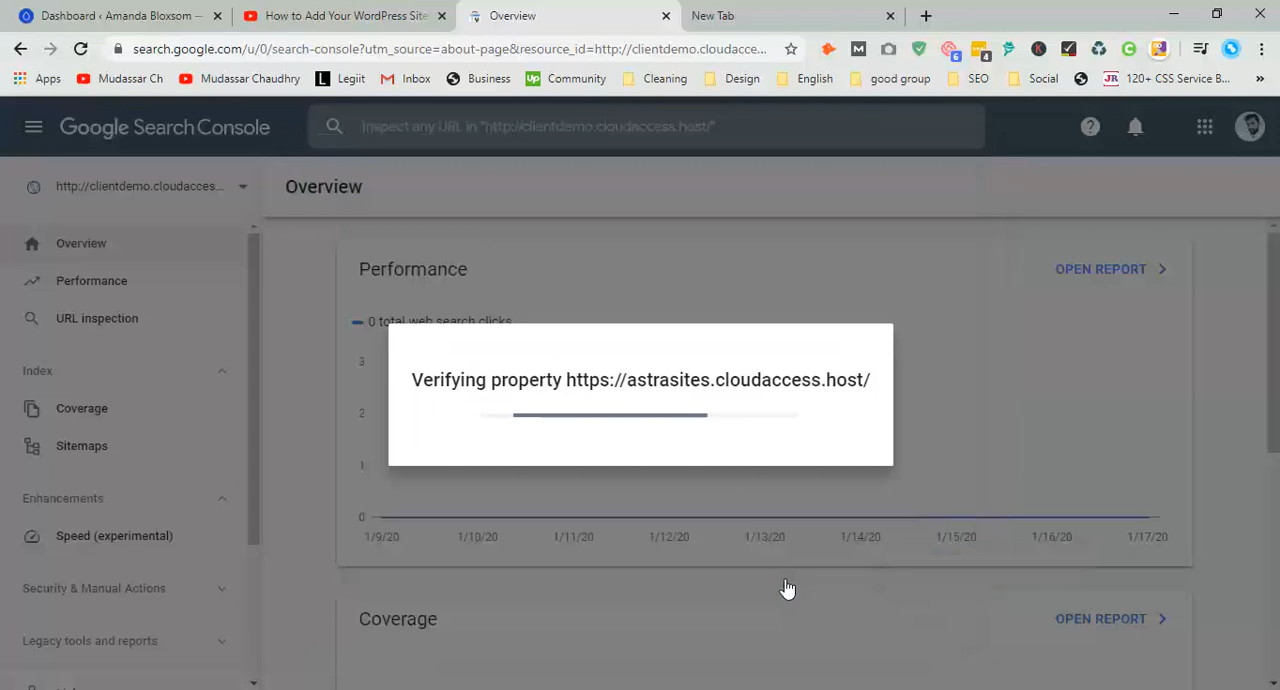 Dashboard ‹ Amanda Bloxsom —
How to Add Your WordPress Site
Overview
New Tab
search.google.com/u/0/search-console?utm_source=about-page&resource_id=http://clientdemo.cloudacce...
6
4
Apps
Mudassar Ch
Mudassar Chaudhry
Legiit
Inbox
Business
Up
Community
Cleaning
Design
English
good group
SEO
Social
JR
120+ CSS Service B...
Google Search Console
Inspect any URL in "http://clientdemo.cloudaccess.host/"
http://clientdemo.cloudacces...
Overview
Overview
Performance
URL inspection
Index
Coverage
Sitemaps
Enhancements
Speed (experimental)
Security & Manual Actions
Legacy tools and reports
Performance
OPEN REPORT
0 total web search clicks
3
2
1
0
1/9/20
1/10/20
1/11/20
1/12/20
1/13/20
1/14/20
1/15/20
1/16/20
1/17/20
Verifying property https://astrasites.cloudaccess.host/
Coverage
OPEN REPORT